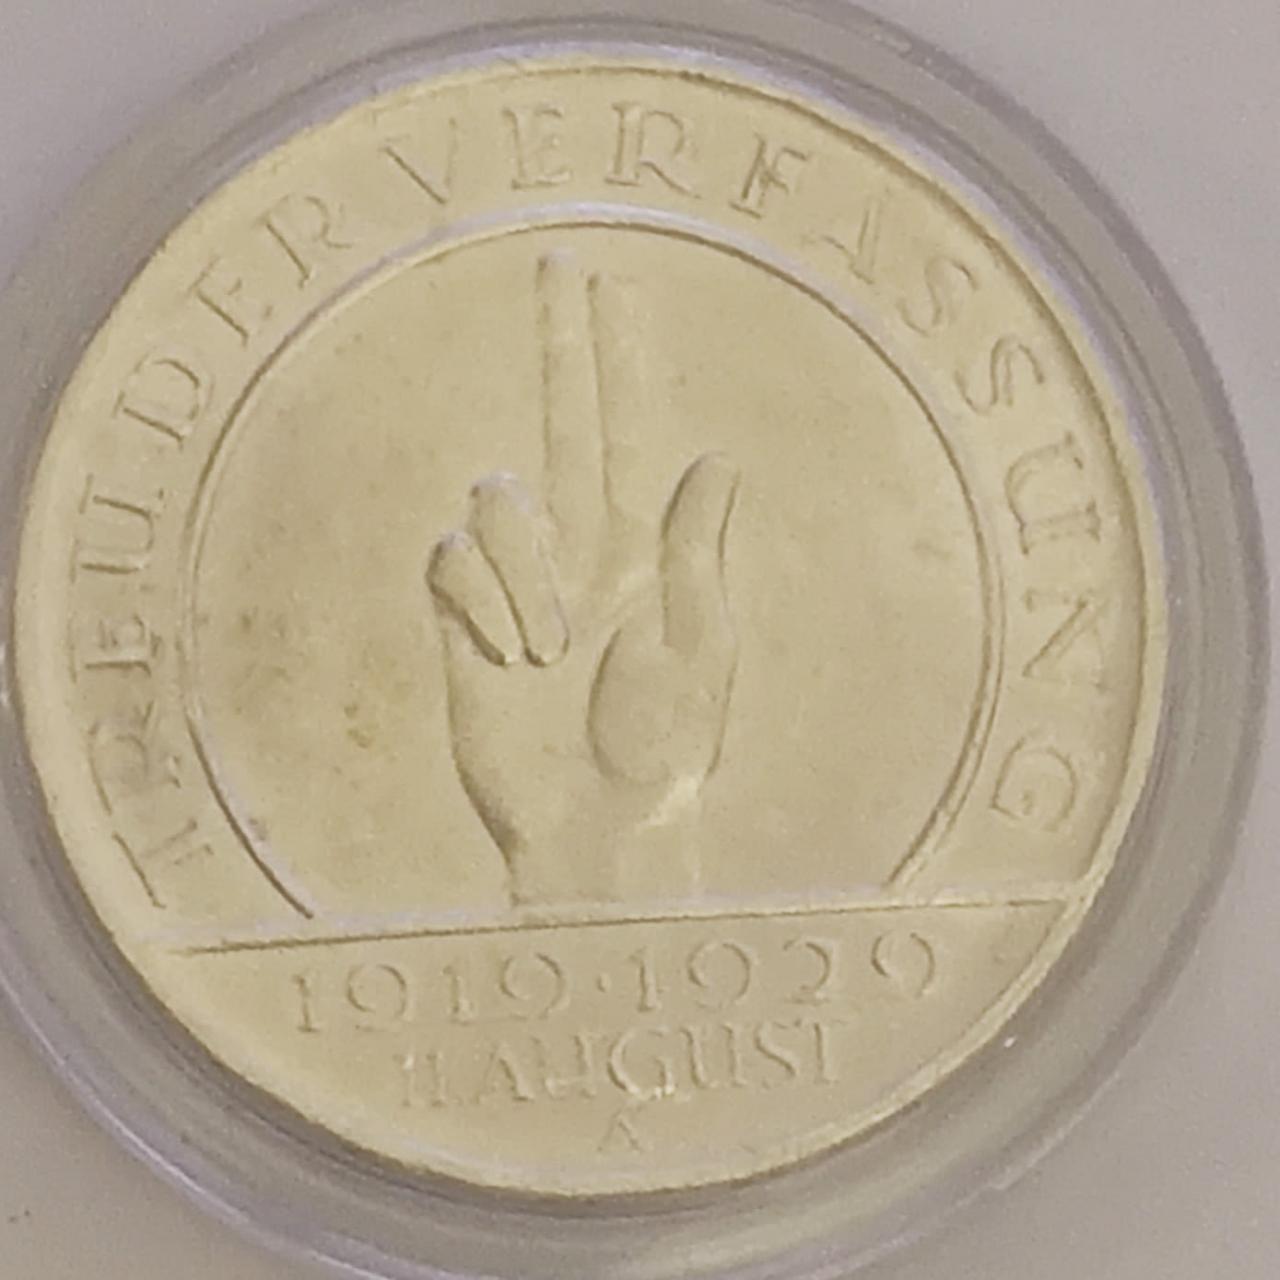 TREU DER VERFASSUNG
1919·1929
11. AUGUST
A